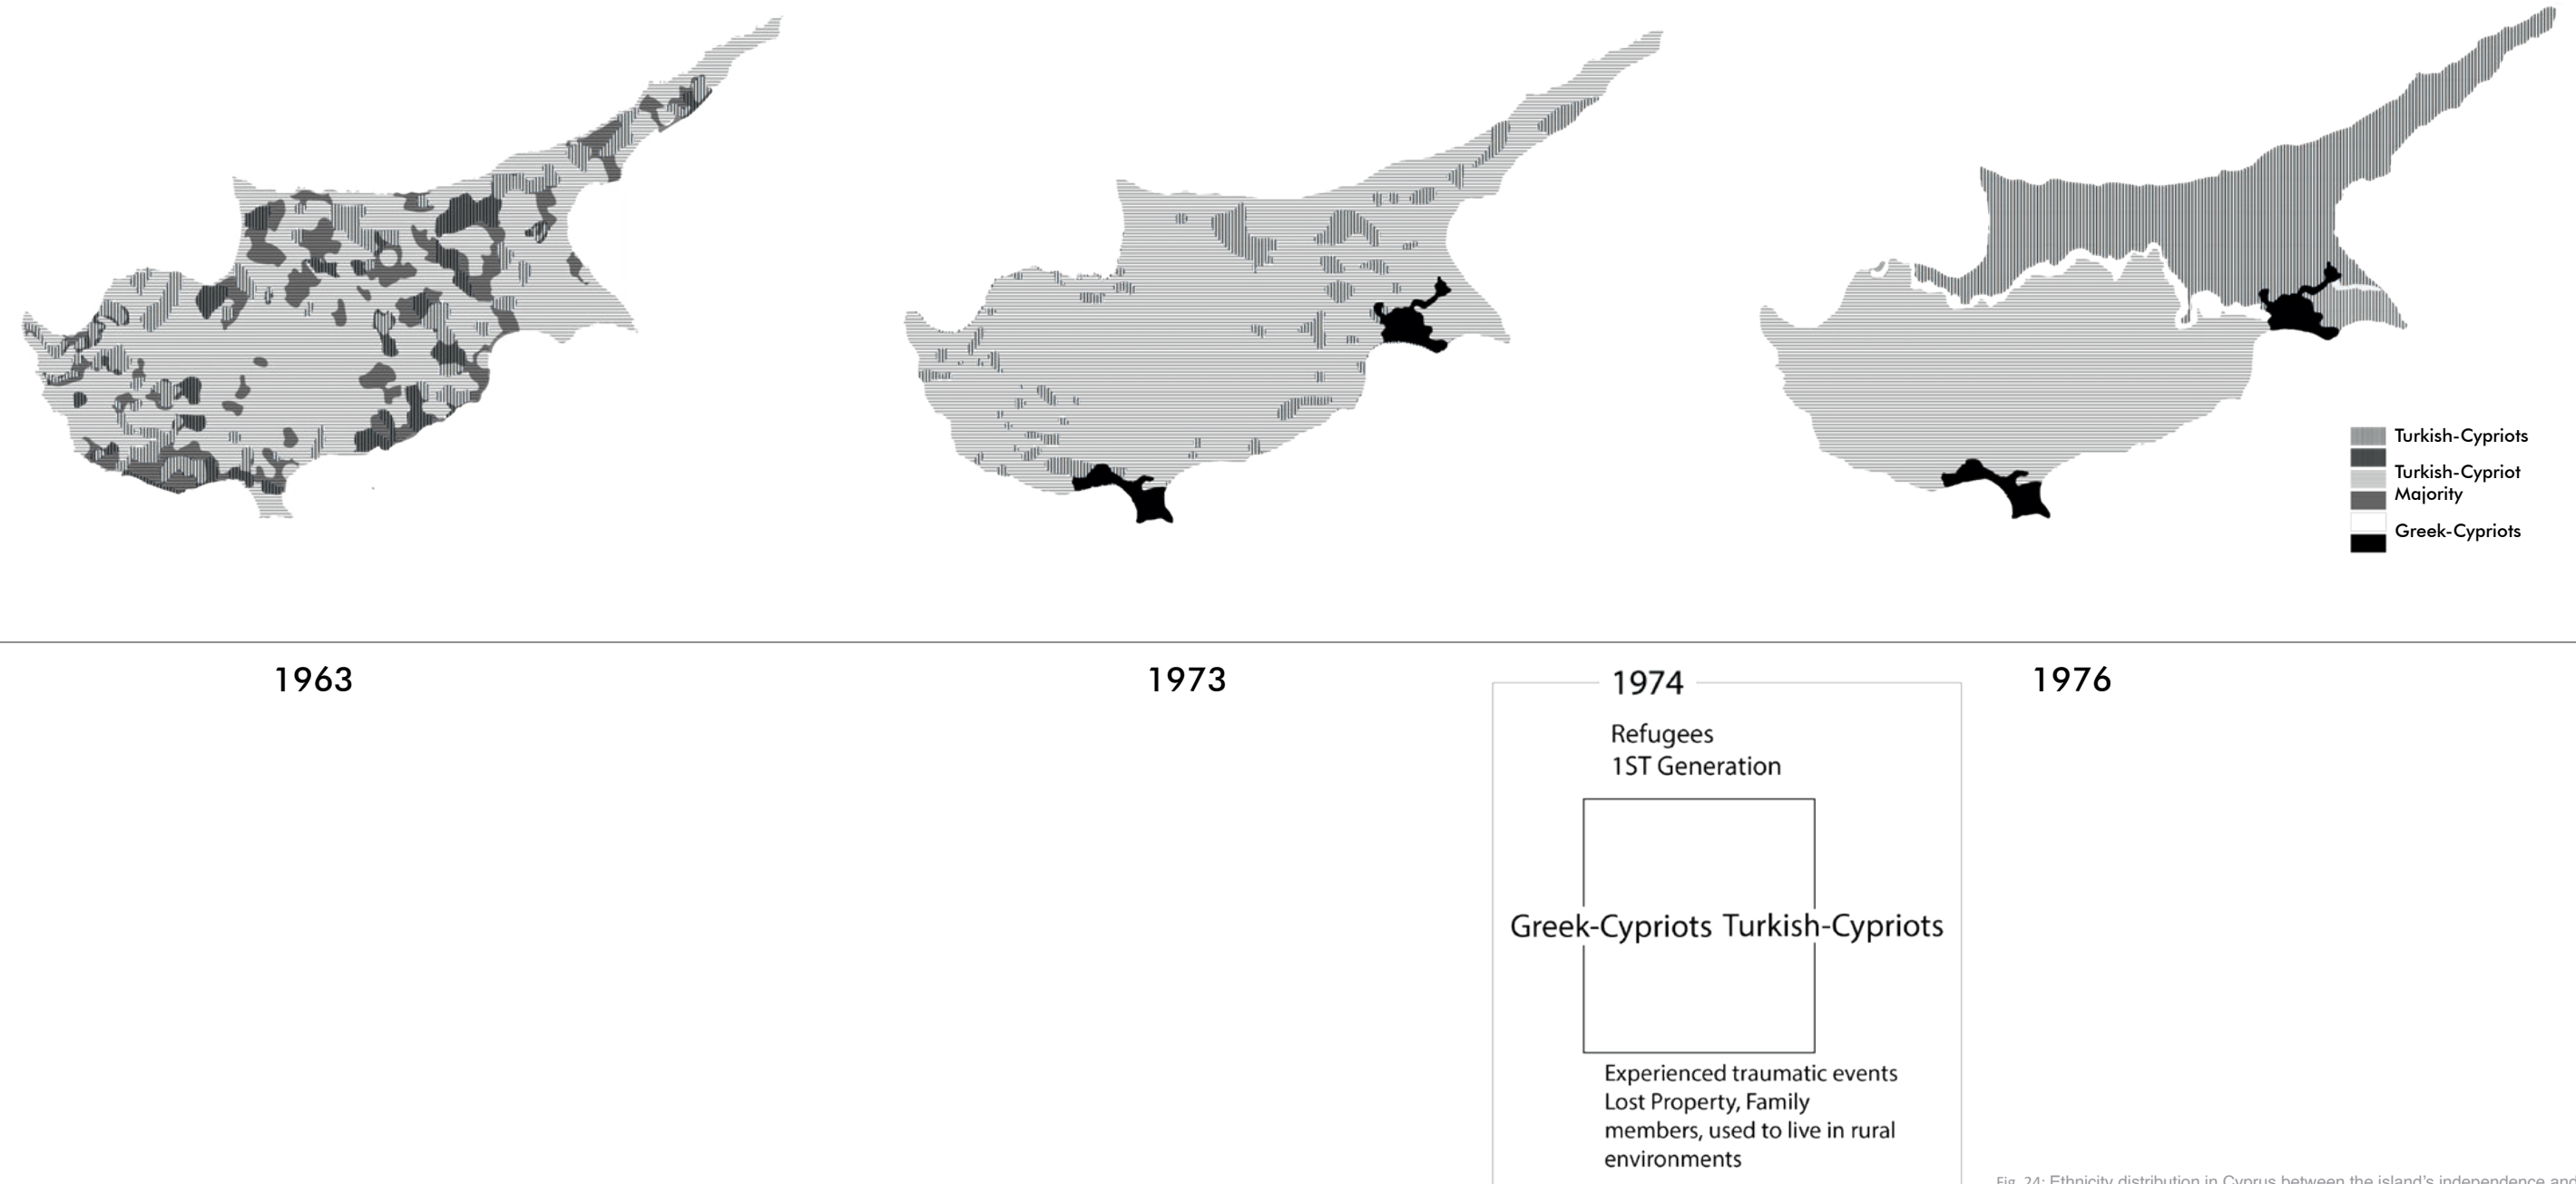 Turkish-Cypriots
Turkish-Cypriot
Majority
Greek-Cypriots
1963
1973
1974
1976
Refugees
1ST Generation
Greek-Cypriots Turkish-Cypriots
Experienced traumatic events
Lost Property, Family
members, used to live in rural
environments
Fig. 24: Ethnicity distribution in Cyprus between the island's independence and